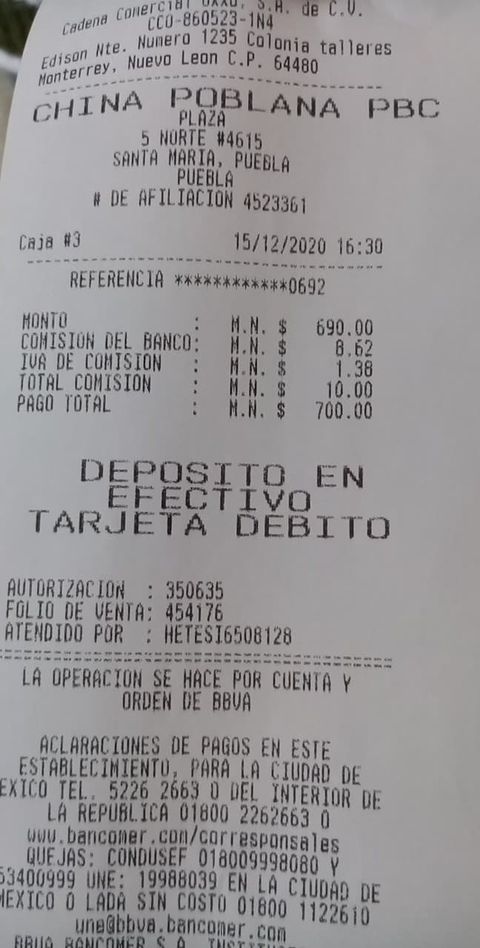 Cadena Comercial OXXO, S.A. de C.V.
CCO-860523-1N4
Edison Nte. Numero 1235 Colonia talleres
Monterrey, Nuevo Leon C.P. 64480
CHINA POBLANA PBC
PLAZA
5 NORTE #4615
SANTA MARIA, PUEBLA
PUEBLA
# DE AFILIACION 4523361
Caja #3 15/12/2020 16:30
REFERENCIA ************0692
MONTO : M.N. $ 690.00
COMISION DEL BANCO: M.N. $ 8.62
IVA DE COMISION : M.N. $ 1.38
TOTAL COMISION : M.N. $ 10.00
PAGO TOTAL : M.N. $ 700.00
DEPOSITO EN
EFECTIVO
TARJETA DEBITO
AUTORIZACION : 350635
FOLIO DE VENTA: 454176
ATENDIDO POR : HETESI6508128
LA OPERACION SE HACE POR CUENTA Y
ORDEN DE BBVA
ACLARACIONES DE PAGOS EN ESTE
ESTABLECIMIENTO, PARA LA CIUDAD DE
EXICO TEL. 5226 2663 O DEL INTERIOR DE
LA REPUBLICA 01800 2262663 O
www.bancomer.com/corresponsales
QUEJAS: CONDUSEF 018009998080 Y
53400999 UNE: 19988039 EN LA CIUDAD DE
MEXICO O LADA SIN COSTO 01800 1122610
une@bbva.bancomer.com
BBVA BANCOMER S.A.